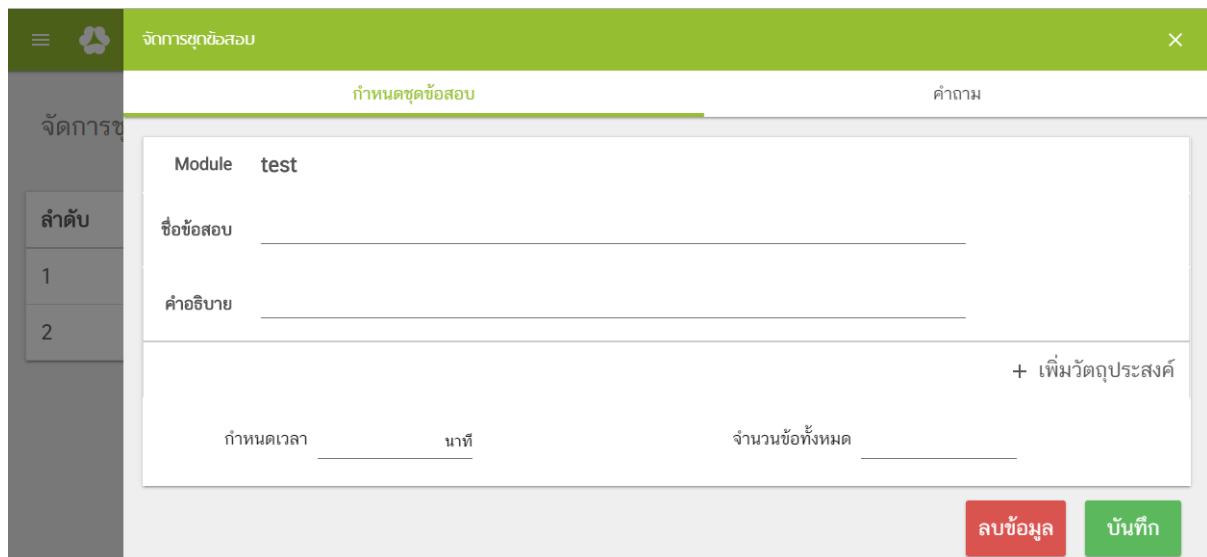 จัดการชุดข้อสอบ
กำหนดชุดข้อสอบ คำถาม
จัดการชุ
Module test
ลำดับ
ชื่อข้อสอบ
1
คำอธิบาย
2
+ เพิ่มวัตถุประสงค์
กำหนดเวลา นาที จำนวนข้อทั้งหมด
ลบข้อมูล บันทึก